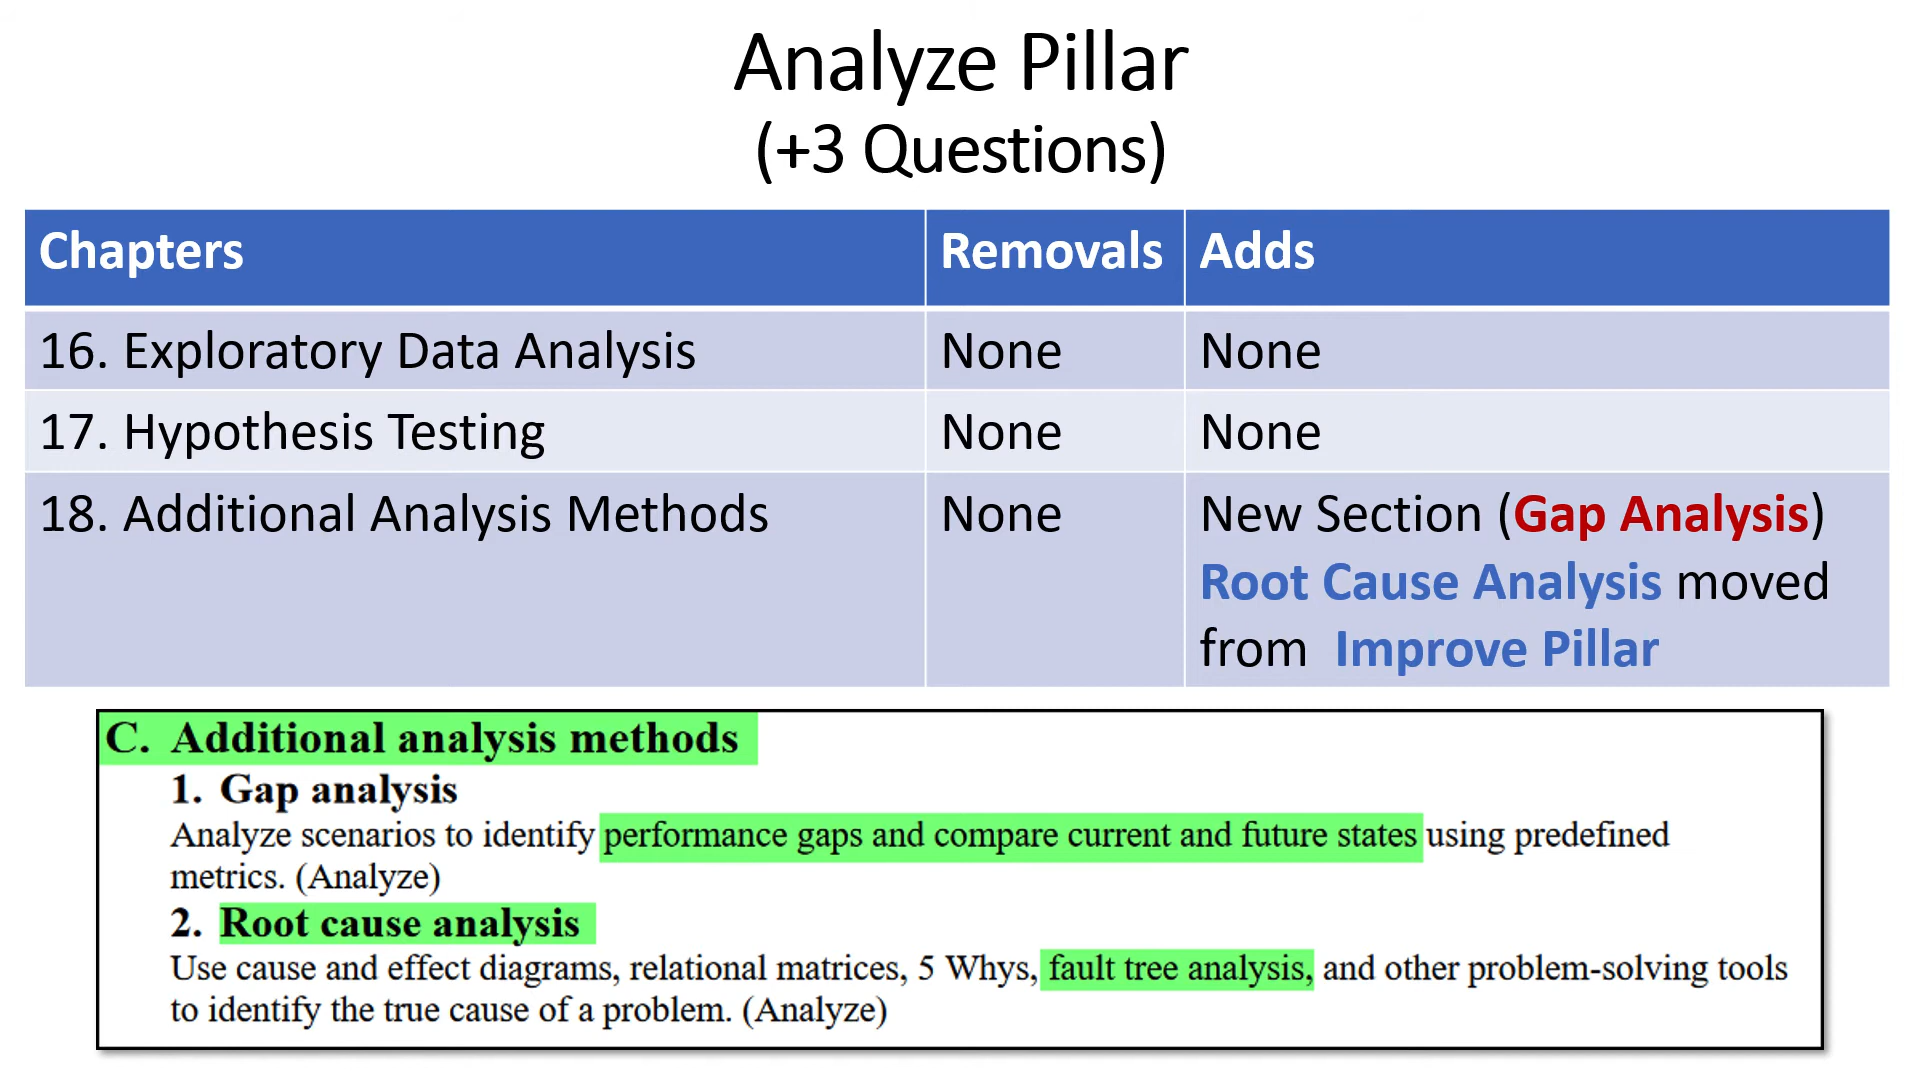 Analyze Pillar
(+3 Questions)
Chapters Removals Adds
16. Exploratory Data Analysis None None
17. Hypothesis Testing None None
18. Additional Analysis Methods None New Section (Gap Analysis)
Root Cause Analysis moved
from Improve Pillar
C. Additional analysis methods
1. Gap analysis
Analyze scenarios to identify performance gaps and compare current and future states using predefined
metrics. (Analyze)
2. Root cause analysis
Use cause and effect diagrams, relational matrices, 5 Whys, fault tree analysis, and other problem-solving tools
to identify the true cause of a problem. (Analyze)